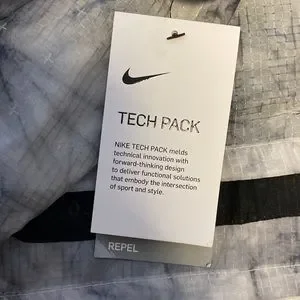 TECH PACK
NIKE TECH PACK melds
technical innovation with
forward-thinking design
to deliver functional solutions
that embody the intersection
of sport and style.
REPEL